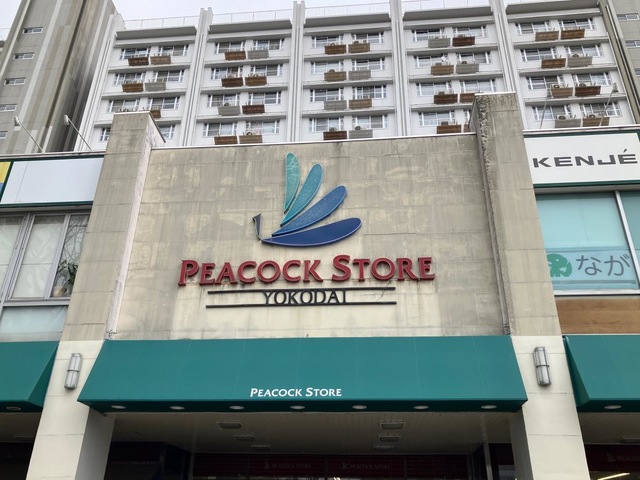 PEACOCK STORE
YOKODAI
KENJÉ
なが
PEACOCK STORE